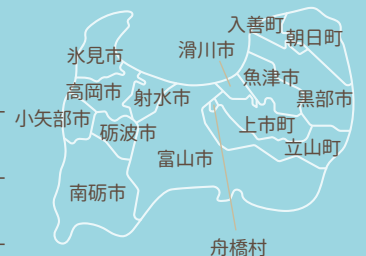 入善町
朝日町
滑川市
氷見市
魚津市
高岡市
射水市
黒部市
小矢部市
上市町
砺波市
立山町
富山市
南砺市
舟橋村